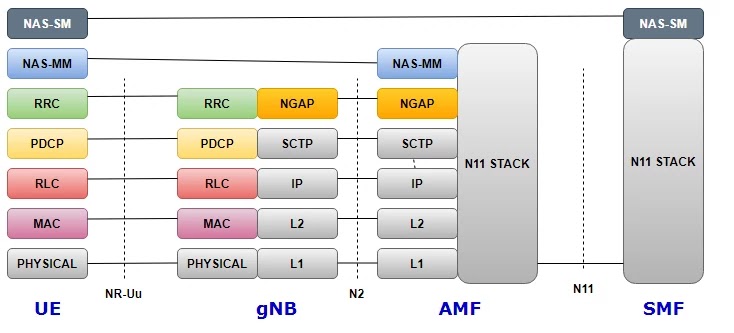 NAS-SM NAS-SM
NAS-MM NAS-MM
RRC RRC NGAP NGAP
PDCP PDCP SCTP SCTP
N11 STACK N11 STACK
RLC RLC IP IP
MAC MAC L2 L2
PHYSICAL PHYSICAL L1 L1
NR-Uu N2 N11
UE gNB AMF SMF